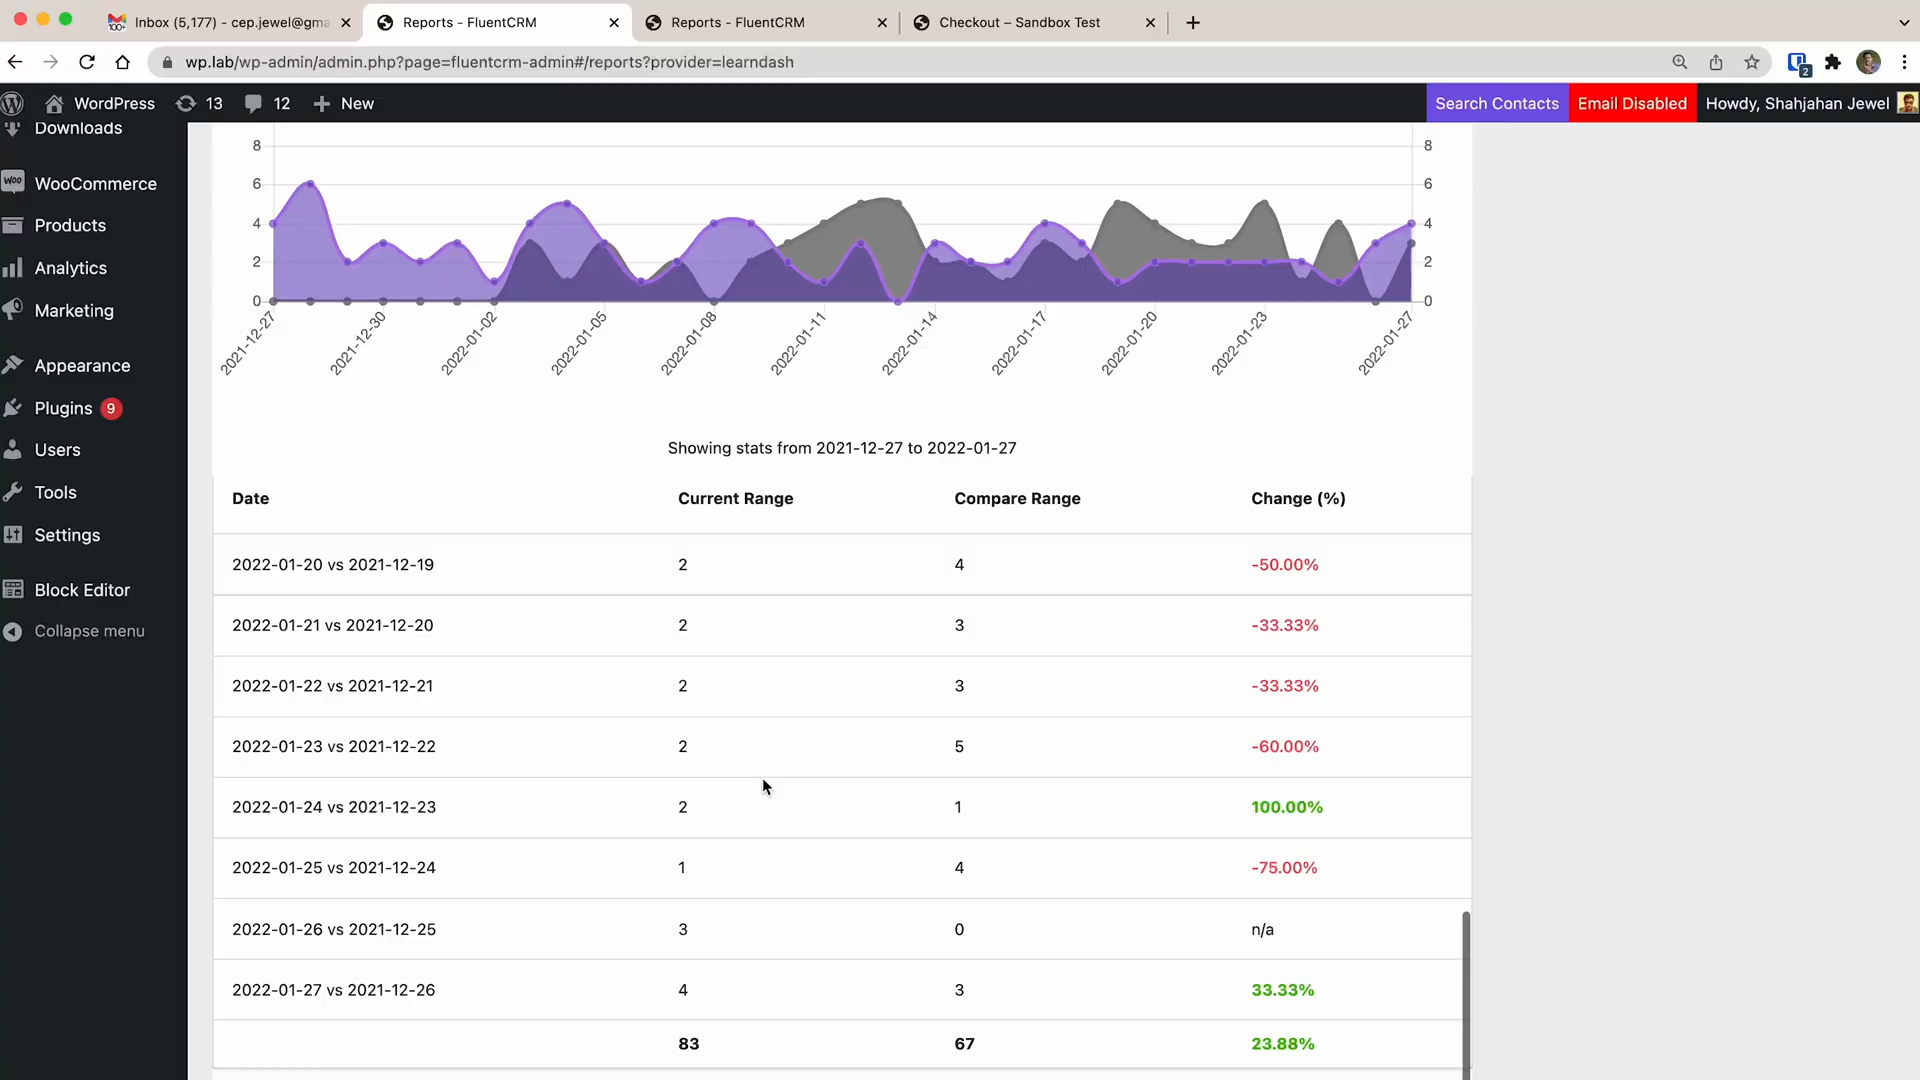 Inbox (5,177) - cep.jewel@gma
Reports - FluentCRM
Reports - FluentCRM
Checkout – Sandbox Test
wp.lab/wp-admin/admin.php?page=fluentcrm-admin#/reports?provider=learndash
2
WordPress
13
12
New
Search Contacts
Email Disabled
Howdy, Shahjahan Jewel
Downloads
WooCommerce
Products
Analytics
Marketing
Appearance
Plugins 9
Users
Tools
Settings
Block Editor
Collapse menu
8 8
6 6
4 4
2 2
0 0
2021-12-27 2021-12-30 2022-01-02 2022-01-05 2022-01-08 2022-01-11 2022-01-14 2022-01-17 2022-01-20 2022-01-23 2022-01-27
Showing stats from 2021-12-27 to 2022-01-27
Date Current Range Compare Range Change (%)
2022-01-20 vs 2021-12-19 2 4 -50.00%
2022-01-21 vs 2021-12-20 2 3 -33.33%
2022-01-22 vs 2021-12-21 2 3 -33.33%
2022-01-23 vs 2021-12-22 2 5 -60.00%
2022-01-24 vs 2021-12-23 2 1 100.00%
2022-01-25 vs 2021-12-24 1 4 -75.00%
2022-01-26 vs 2021-12-25 3 0 n/a
2022-01-27 vs 2021-12-26 4 3 33.33%
83 67 23.88%